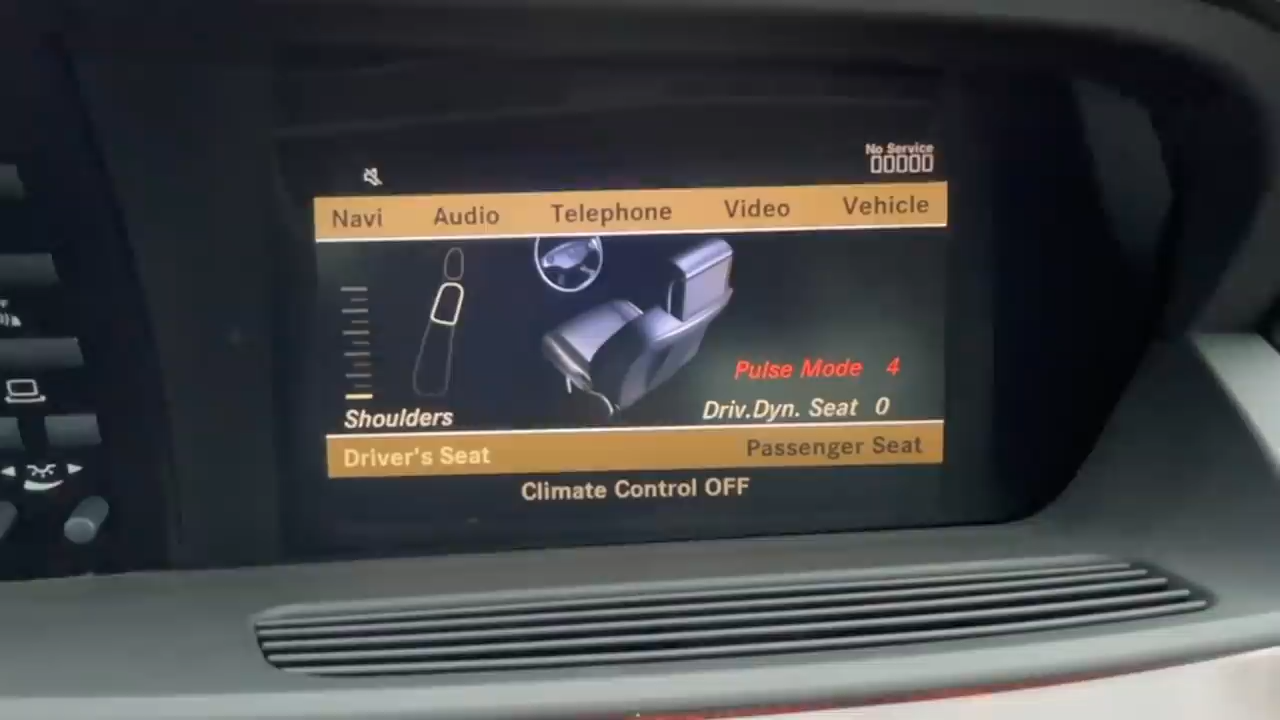 No Service
Navi Audio Telephone Video Vehicle
Pulse Mode 4
Shoulders Driv.Dyn. Seat 0
Driver's Seat Passenger Seat
Climate Control OFF